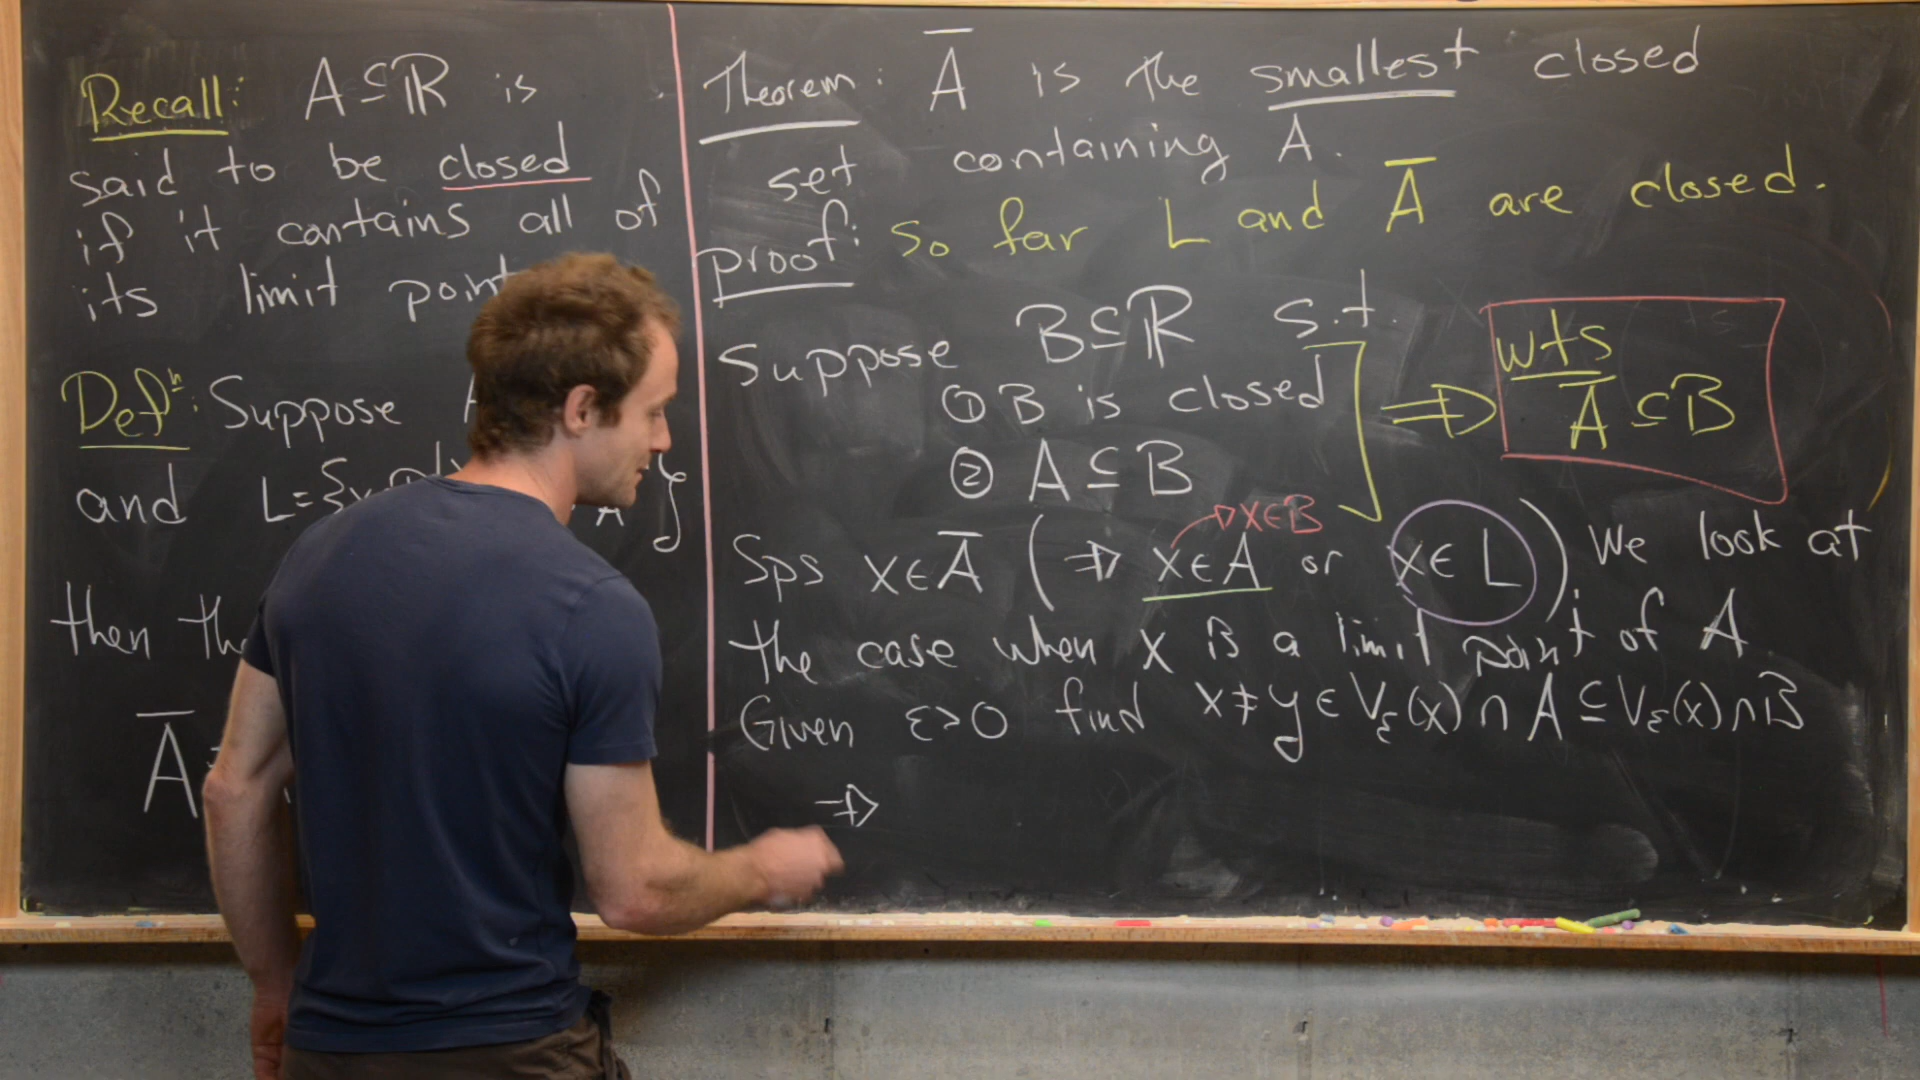 Recall: A ⊆ ℝ is
said to be closed
if it contains all of
its limit
Defⁿ: Suppose
and L={
then
Ā
Theorem: Ā is the smallest closed
set containing A.
proof: so far L and Ā are closed.
Suppose B ⊆ ℝ s.t.
① B is closed
② A ⊆ B
⇒ wts
Ā ⊆ B
→ x∈B
Sps x∈Ā (⇒ x∈A or x∈L) We look at
the case when x is a limit point of A
Given ε>0 find x≠y∈V_ε(x)∩A⊆V_ε(x)∩B
⇒